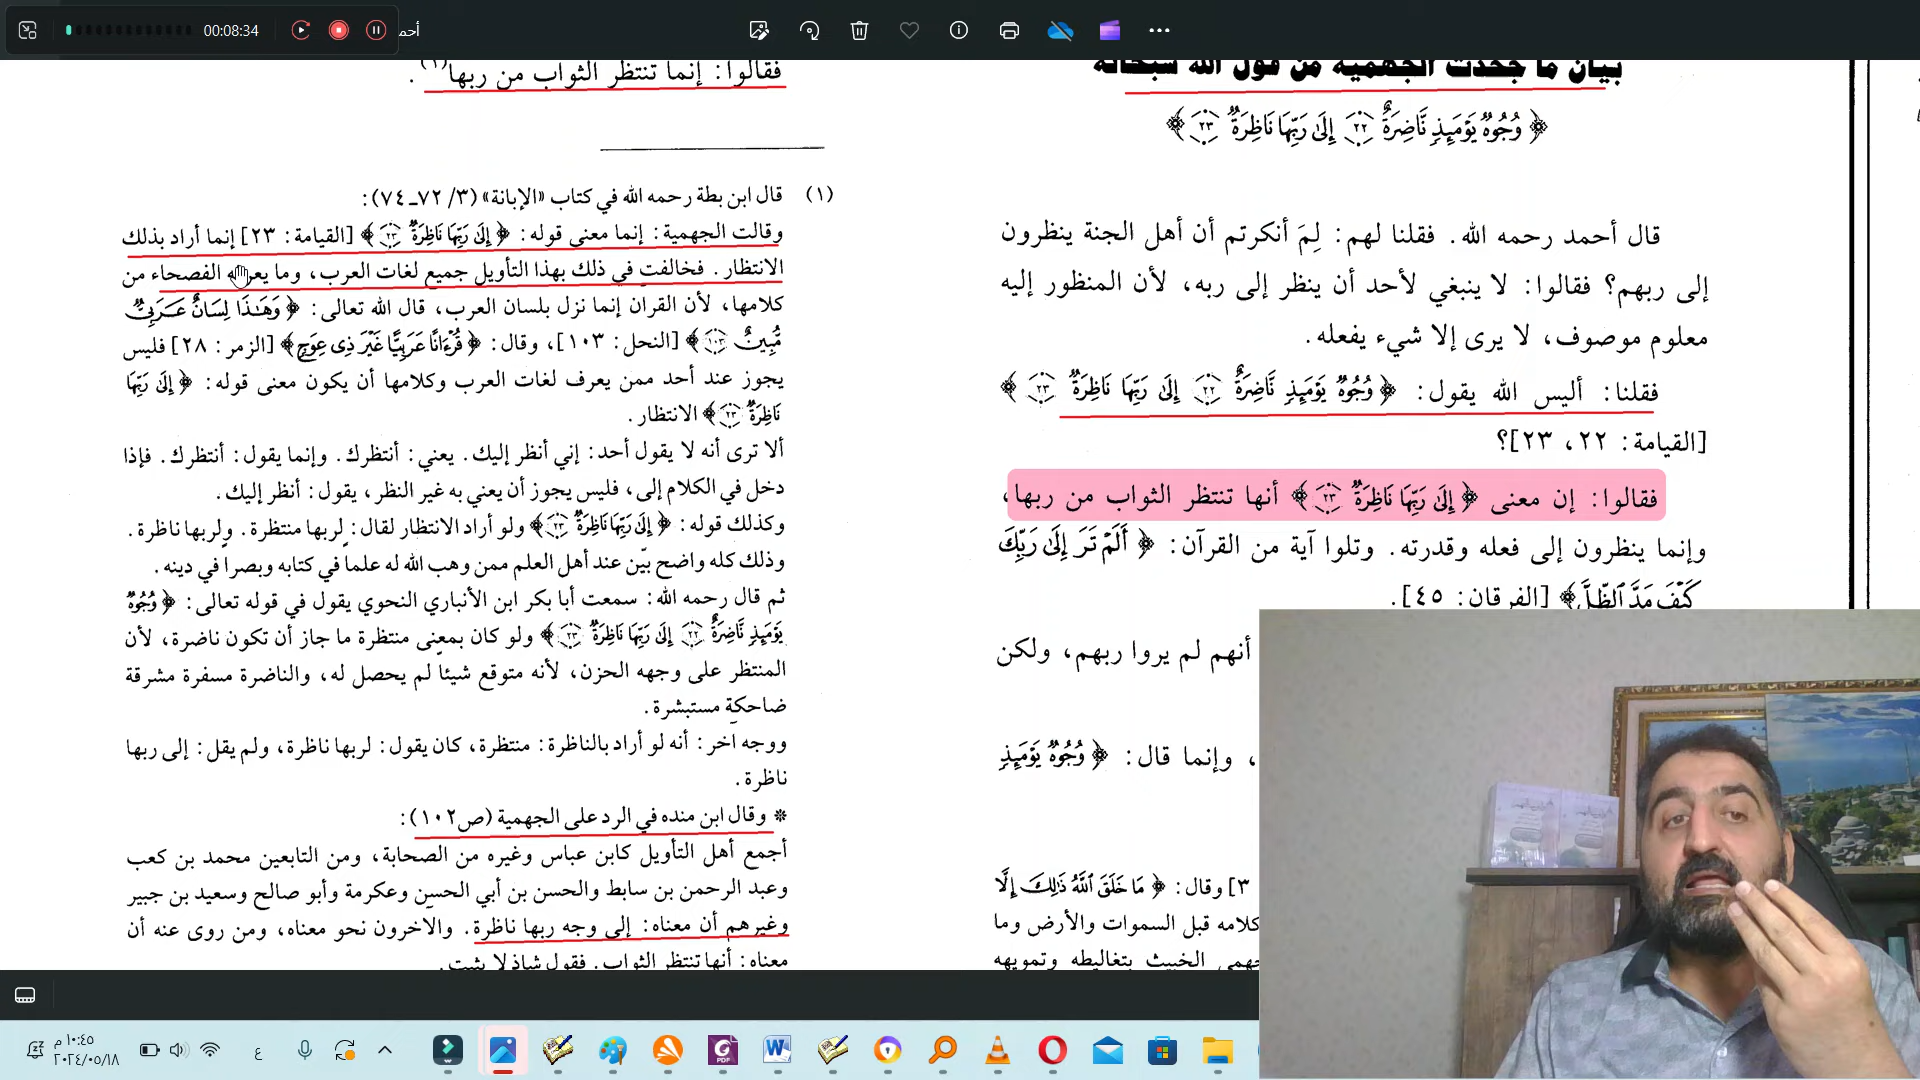 00:08:34
أحمـ
بيان ما جحدت الجهمية من قول الله سبحانه
﴿ وُجُوهٌ يَوْمَئِذٍ نَّاضِرَةٌ ٢٢ إِلَىٰ رَبِّهَا نَاظِرَةٌ ٢٣ ﴾
قال أحمد رحمه الله. فقلنا لهم: لِمَ أنكرتم أن أهل الجنة ينظرون
إلى ربهم؟ فقالوا: لا ينبغي لأحد أن ينظر إلى ربه، لأن المنظور إليه
معلوم موصوف، لا يرى إلا شيء يفعله.
فقلنا: أليس الله يقول: ﴿ وُجُوهٌ يَوْمَئِذٍ نَّاضِرَةٌ ٢٢ إِلَىٰ رَبِّهَا نَاظِرَةٌ ٢٣ ﴾
[القيامة: ٢٢، ٢٣]؟
فقالوا: إن معنى ﴿ إِلَىٰ رَبِّهَا نَاظِرَةٌ ٢٣ ﴾ أنها تنتظر الثواب من ربها،
وإنما ينظرون إلى فعله وقدرته. وتلوا آية من القرآن: ﴿ أَلَمْ تَرَ إِلَىٰ رَبِّكَ
كَيْفَ مَدَّ ٱلظِّلَّ ﴾ [الفرقان: ٤٥].
أنهم لم يروا ربهم، ولكن
، وإنما قال: ﴿ وُجُوهٌ يَوْمَئِذٍ
٣] وقال: ﴿ مَا خَلَقَ ٱللَّهُ ذَٰلِكَ إِلَّا
كلامه قبل السموات والأرض وما
جهمي الخبيث بتغاليطه وتمويهه
فقالوا: إنما تنتظر الثواب من ربها(١).
(١) قال ابن بطة رحمه الله في كتاب «الإبانة» (٣/ ٧٢ـ٧٤):
وقالت الجهمية: إنما معنى قوله: ﴿ إِلَىٰ رَبِّهَا نَاظِرَةٌ ٢٣ ﴾ [القيامة: ٢٣] إنما أراد بذلك
الانتظار. فخالفت في ذلك بهذا التأويل جميع لغات العرب، وما يعرفه الفصحاء من
كلامها، لأن القرآن إنما نزل بلسان العرب، قال الله تعالى: ﴿ وَهَٰذَا لِسَانٌ عَرَبِيٌّ
مُّبِينٌ ١٠٣ ﴾ [النحل: ١٠٣]، وقال: ﴿ قُرْءَانًا عَرَبِيًّا غَيْرَ ذِى عِوَجٍ ﴾ [الزمر: ٢٨] فليس
يجوز عند أحد ممن يعرف لغات العرب وكلامها أن يكون معنى قوله: ﴿ إِلَىٰ رَبِّهَا
نَاظِرَةٌ ٢٣ ﴾ الانتظار.
ألا ترى أنه لا يقول أحد: إني أنظر إليك. يعني: أنتظرك. وإنما يقول: أنتظرك. فإذا
دخل في الكلام إلى، فليس يجوز أن يعني به غير النظر، يقول: أنظر إليك.
وكذلك قوله: ﴿ إِلَىٰ رَبِّهَا نَاظِرَةٌ ٢٣ ﴾ ولو أراد الانتظار لقال: لربها منتظرة. ولربها ناظرة.
وذلك كله واضح بيّن عند أهل العلم ممن وهب الله له علماً في كتابه وبصرا في دينه.
ثم قال رحمه الله: سمعت أبا بكر ابن الأنباري النحوي يقول في قوله تعالى: ﴿ وُجُوهٌ
يَوْمَئِذٍ نَّاضِرَةٌ ٢٢ إِلَىٰ رَبِّهَا نَاظِرَةٌ ٢٣ ﴾ ولو كان بمعنى منتظرة ما جاز أن تكون ناضرة، لأن
المنتظر على وجهه الحزن، لأنه متوقع شيئاً لم يحصل له، والناضرة مسفرة مشرقة
ضاحكة مستبشرة.
ووجه آخر: أنه لو أراد بالناظرة: منتظرة، كان يقول: لربها ناظرة، ولم يقل: إلى ربها
ناظرة.
* وقال ابن منده في الرد على الجهمية (ص١٠٢):
أجمع أهل التأويل كابن عباس وغيره من الصحابة، ومن التابعين محمد بن كعب
وعبد الرحمن بن سابط والحسن بن أبي الحسن وعكرمة وأبو صالح وسعيد بن جبير
وغيرهم أن معناه: إلى وجه ربها ناظرة. والآخرون نحو معناه، ومن روى عنه أن
معناه: أنها تنتظر الثواب. فقول شاذ لا يثبت.
١٠:٤٥ م
٢٠٢٤/٠٥/١٨
ع
PDF